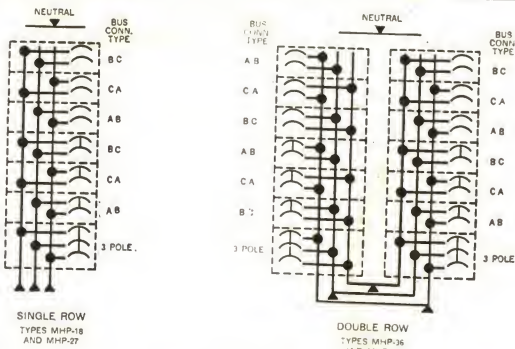 NEUTRAL
BUS
CONN.
TYPE
BC
CA
AB
BC
CA
AB
3 POLE.
SINGLE ROW
TYPES MHP-18
AND MHP-27
NEUTRAL
BUS
CONN.
TYPE
AB
CA
BC
AB
CA
BC
3 POLE
BUS
CONN.
TYPE
BC
CA
AB
BC
CA
AB
3 POLE
DOUBLE ROW
TYPES MHP-36